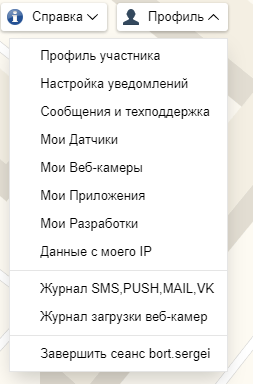 Справка
Профиль
Профиль участника
Настройка уведомлений
Сообщения и техподдержка
Мои Датчики
Мои Веб-камеры
Мои Приложения
Мои Разработки
Данные с моего IP
Журнал SMS,PUSH,MAIL,VK
Журнал загрузки веб-камер
Завершить сеанс bort.sergei